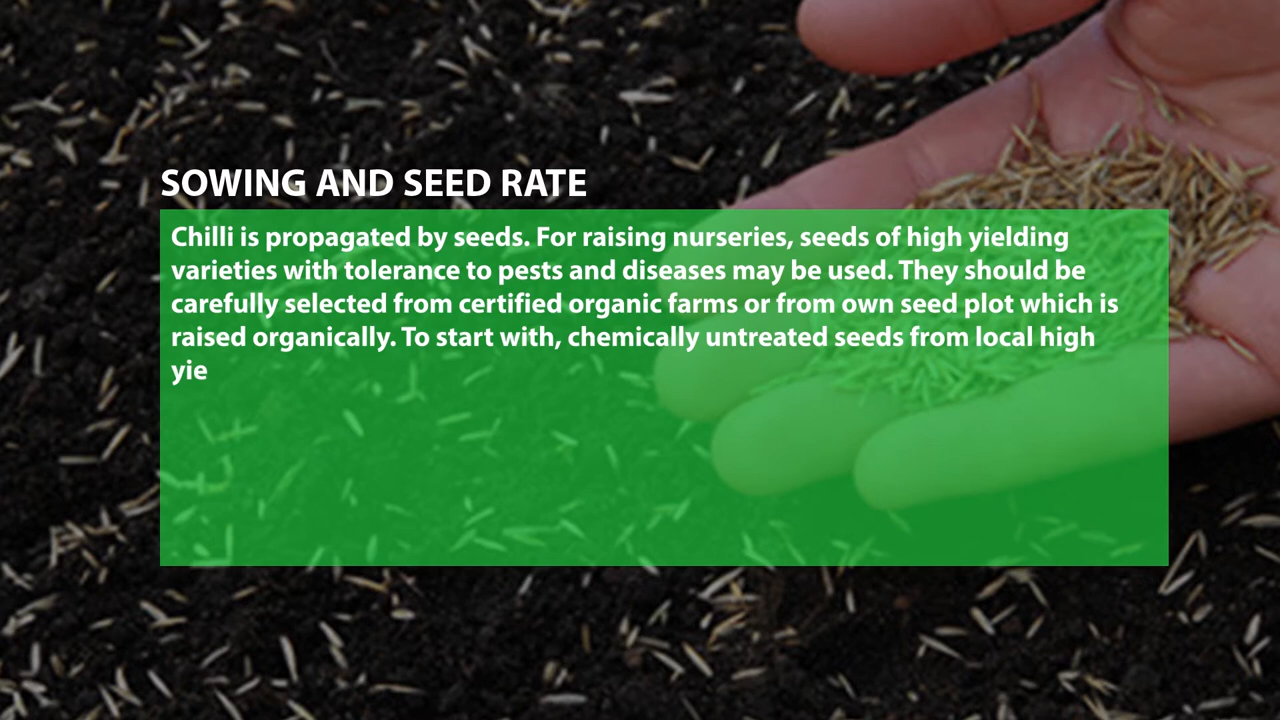 SOWING AND SEED RATE
Chilli is propagated by seeds. For raising nurseries, seeds of high yielding
varieties with tolerance to pests and diseases may be used. They should be
carefully selected from certified organic farms or from own seed plot which is
raised organically. To start with, chemically untreated seeds from local high
yie